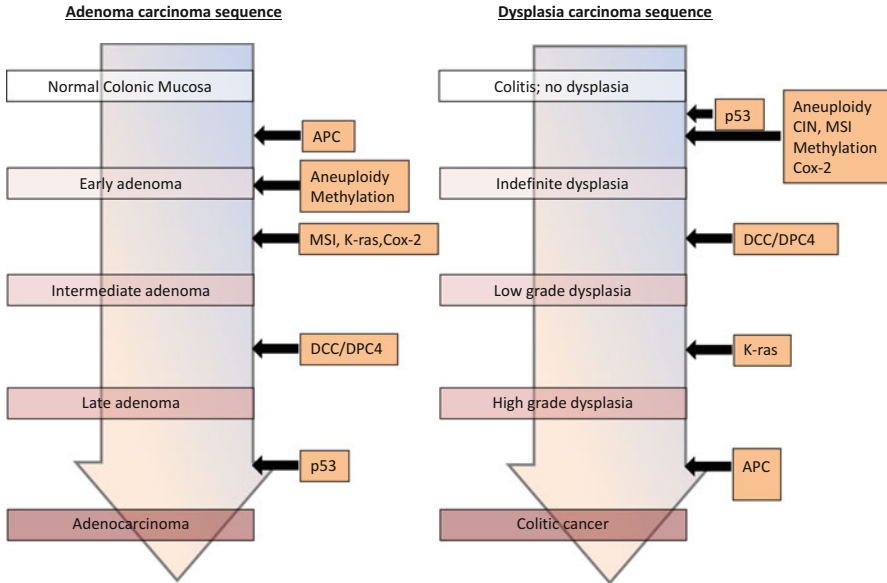 Adenoma carcinoma sequence
Normal Colonic Mucosa
APC
Early adenoma
Aneuploidy
Methylation
MSI, K-ras,Cox-2
Intermediate adenoma
DCC/DPC4
Late adenoma
p53
Adenocarcinoma
Dysplasia carcinoma sequence
Colitis; no dysplasia
p53
Aneuploidy
CIN, MSI
Methylation
Cox-2
Indefinite dysplasia
DCC/DPC4
Low grade dysplasia
K-ras
High grade dysplasia
APC
Colitic cancer